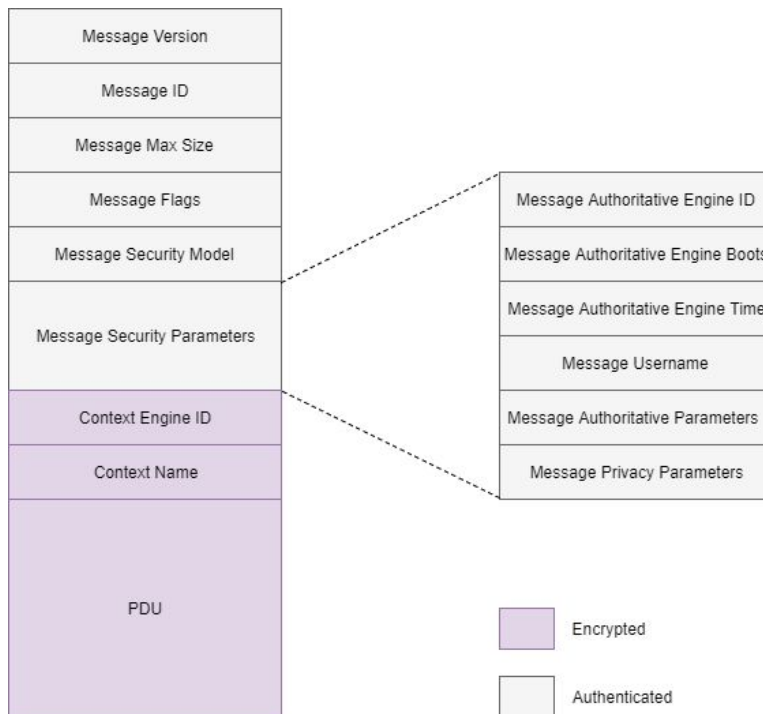 Message Version
Message ID
Message Max Size
Message Flags
Message Security Model
Message Security Parameters
Context Engine ID
Context Name
PDU
Message Authoritative Engine ID
Message Authoritative Engine Boots
Message Authoritative Engine Time
Message Username
Message Authoritative Parameters
Message Privacy Parameters
Encrypted
Authenticated